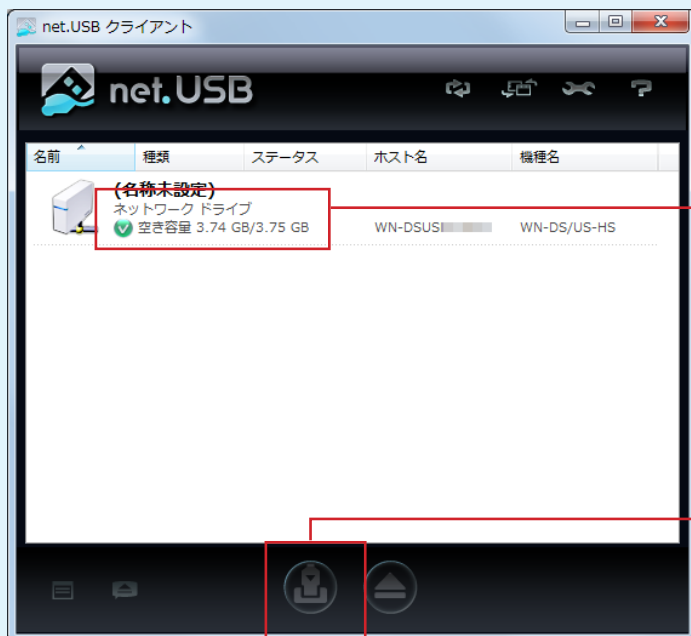 net.USB クライアント
net.USB
名前 種類 ステータス ホスト名 機種名
(名称未設定)
ネットワーク ドライブ
空き容量 3.74 GB/3.75 GB WN-DSUS WN-DS/US-HS